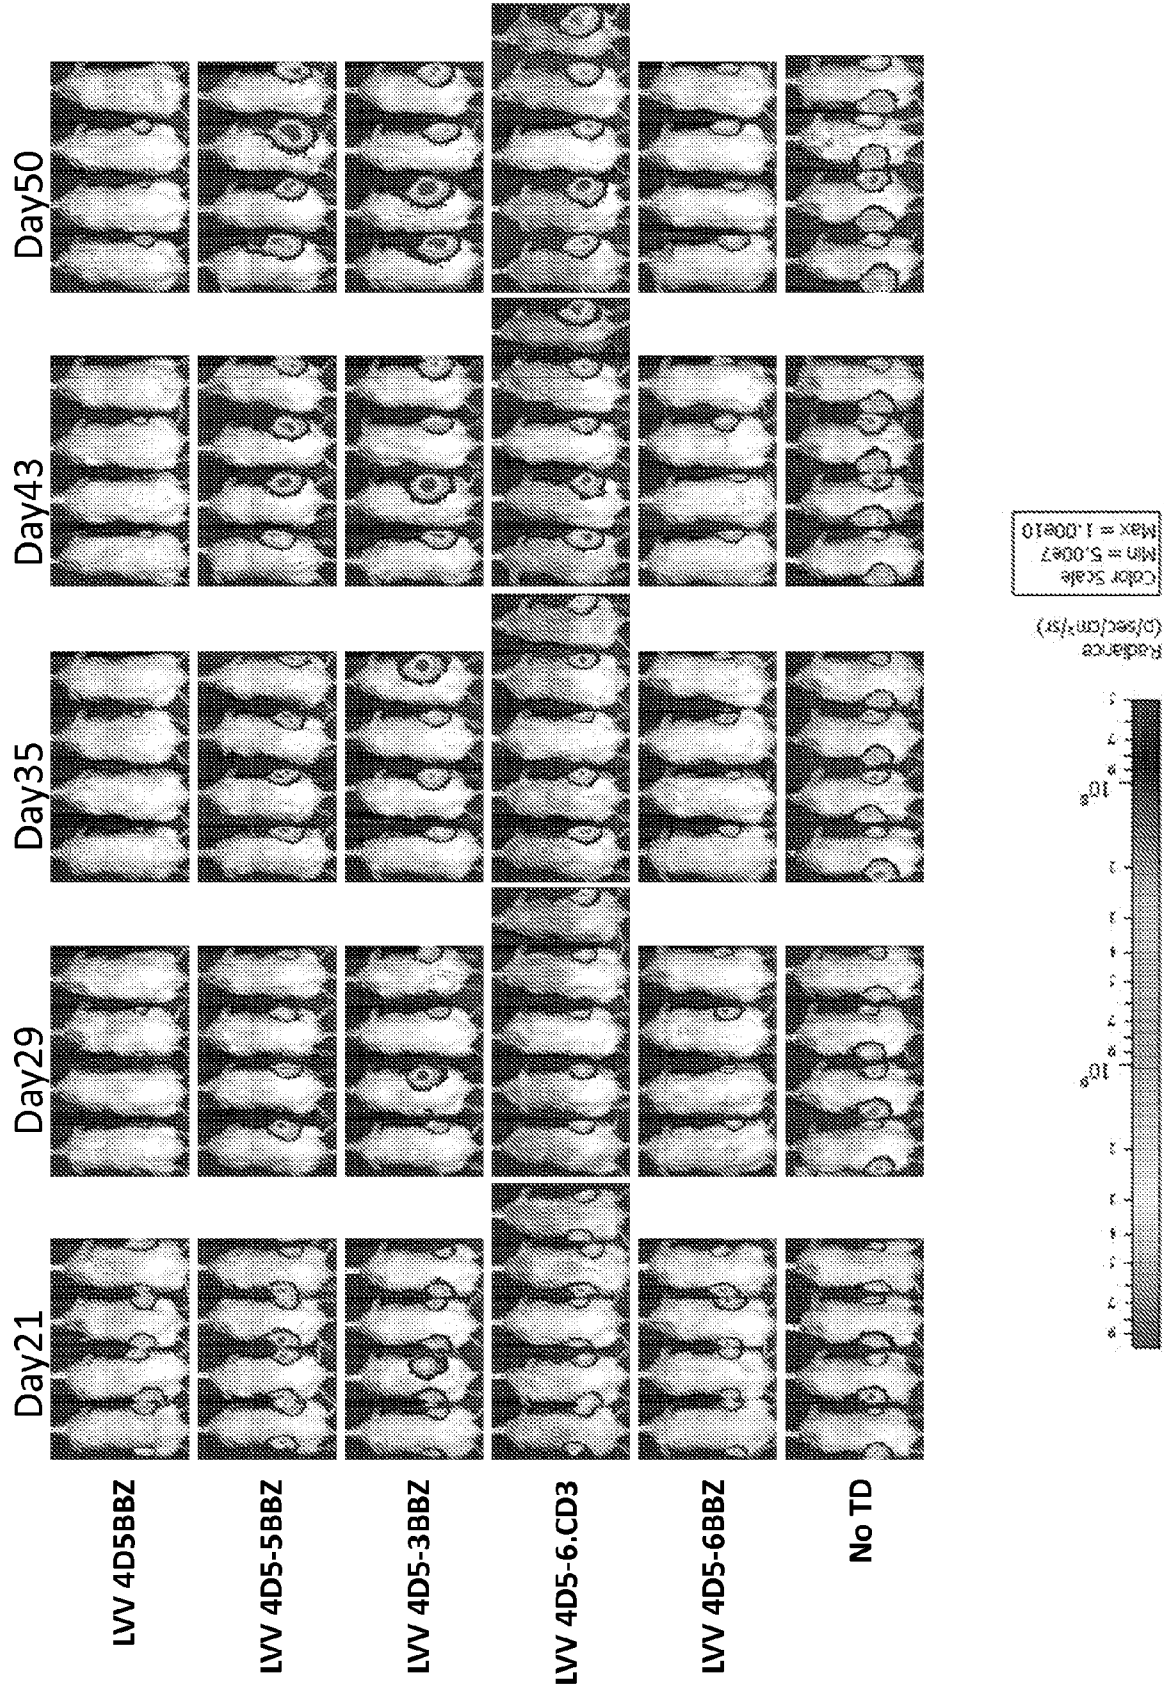 Day21
Day29
Day35
Day43
Day50
LVV 4D5BBZ
LVV 4D5-5BBZ
LVV 4D5-3BBZ
LVV 4D5-6.CD3
LVV 4D5-6BBZ
No TD
Radiance
(p/sec/cm²/sr)
Color Scale
Min = 5.00e7
Max = 1.00e10